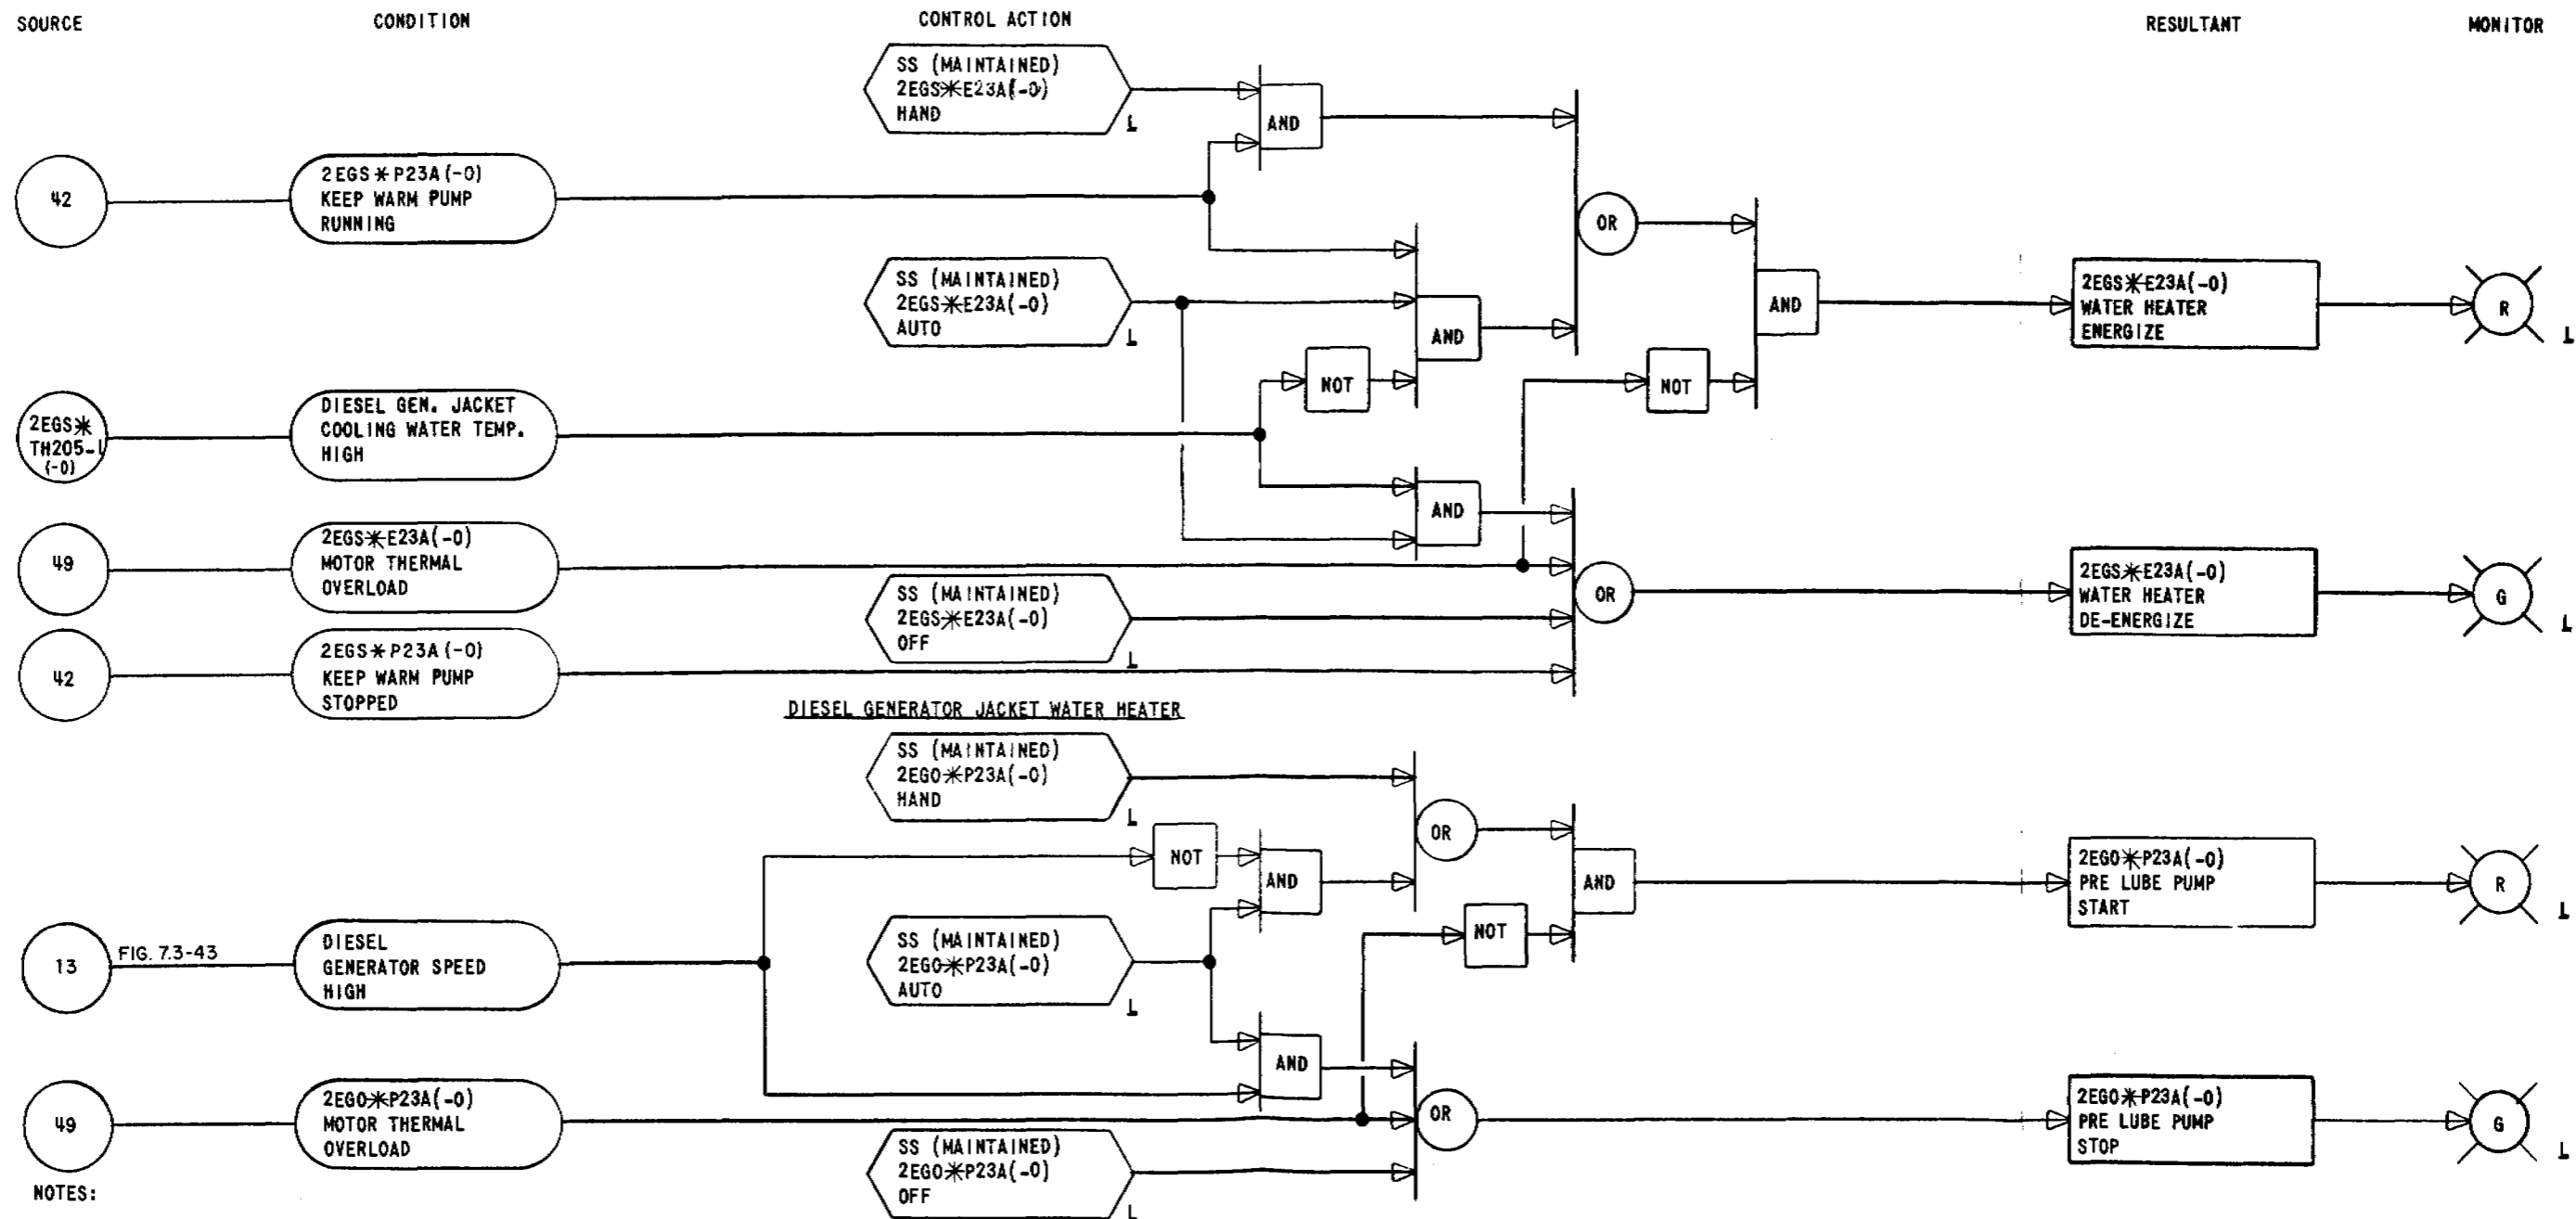 SOURCE
CONDITION
CONTROL ACTION
RESULTANT
MONITOR
SS (MAINTAINED)
2EGS*E23A(-0)
HAND
L
AND
42
2EGS*P23A(-0)
KEEP WARM PUMP
RUNNING
OR
SS (MAINTAINED)
2EGS*E23A(-0)
AUTO
L
AND
NOT
AND
NOT
2EGS*E23A(-0)
WATER HEATER
ENERGIZE
R
L
2EGS*
TH205-L
(-0)
DIESEL GEN. JACKET
COOLING WATER TEMP.
HIGH
AND
49
2EGS*E23A(-0)
MOTOR THERMAL
OVERLOAD
SS (MAINTAINED)
2EGS*E23A(-0)
OFF
L
OR
2EGS*E23A(-0)
WATER HEATER
DE-ENERGIZE
G
L
42
2EGS*P23A(-0)
KEEP WARM PUMP
STOPPED
DIESEL GENERATOR JACKET WATER HEATER
SS (MAINTAINED)
2EGO*P23A(-0)
HAND
L
NOT
AND
OR
AND
NOT
2EGO*P23A(-0)
PRE LUBE PUMP
START
R
L
13
FIG. 7.3-43
DIESEL
GENERATOR SPEED
HIGH
SS (MAINTAINED)
2EGO*P23A(-0)
AUTO
L
AND
49
2EGO*P23A(-0)
MOTOR THERMAL
OVERLOAD
SS (MAINTAINED)
2EGO*P23A(-0)
OFF
L
OR
2EGO*P23A(-0)
PRE LUBE PUMP
STOP
G
L
NOTES: